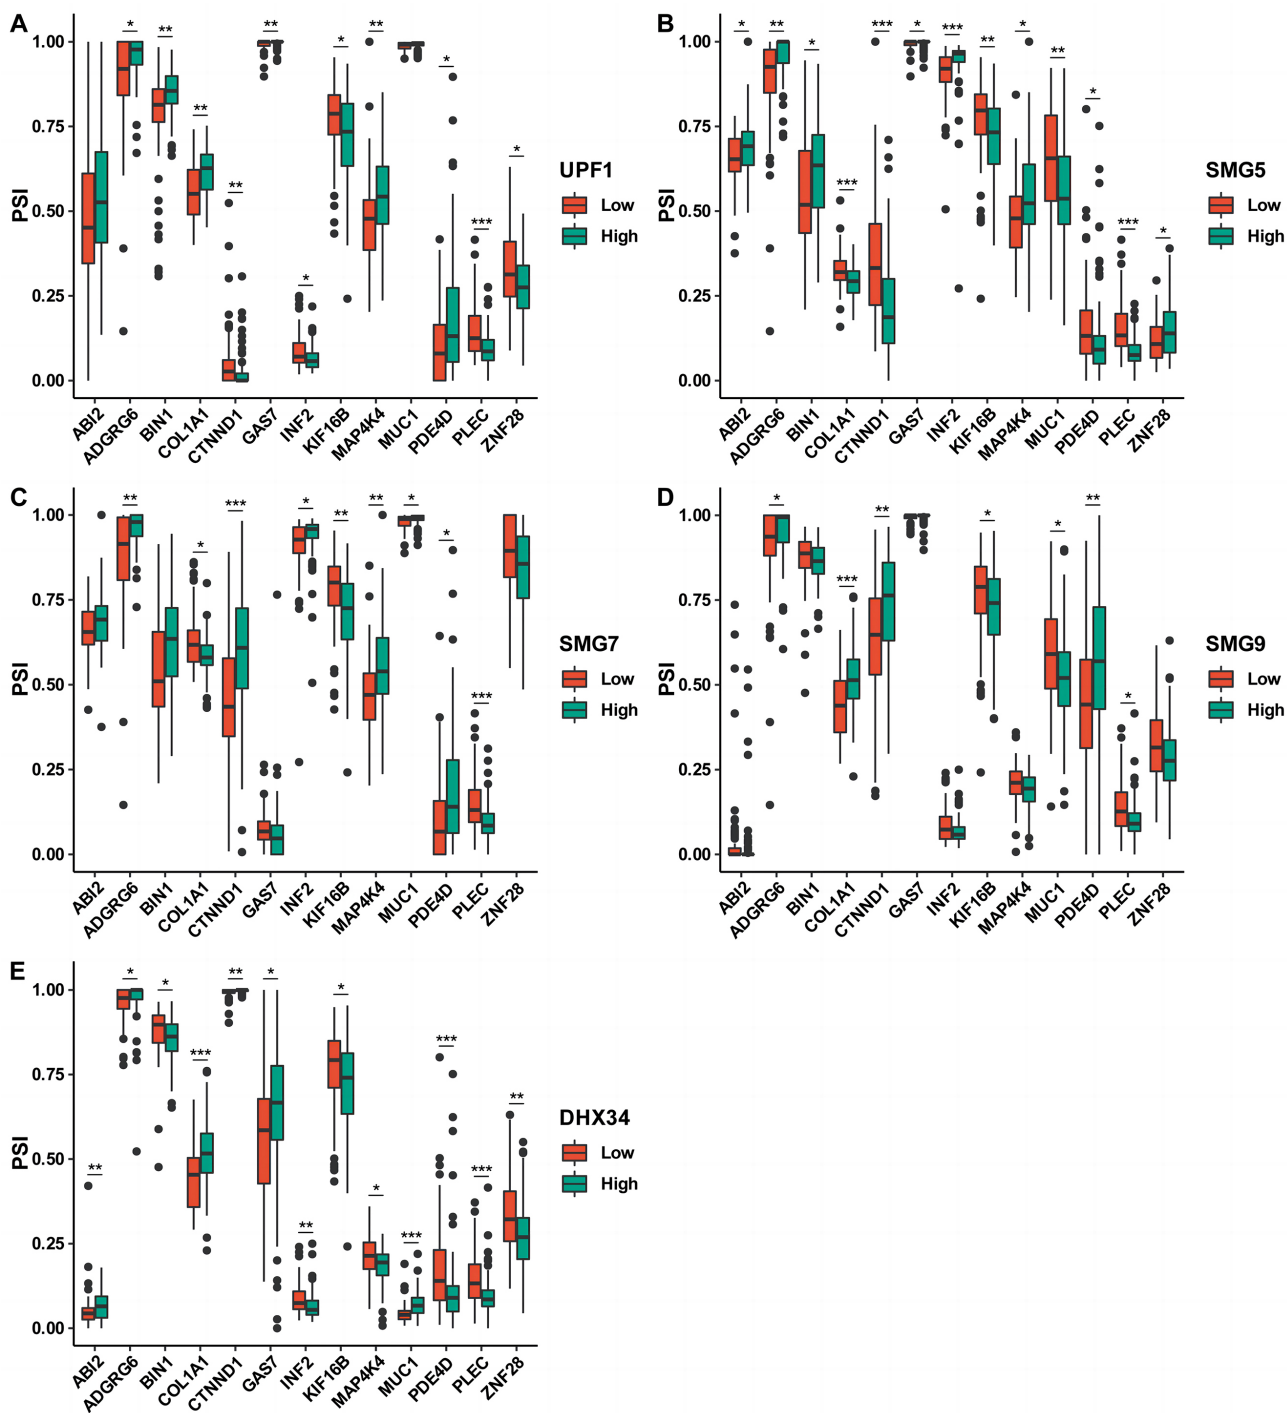 A
PSI
1.00
0.75
0.50
0.25
0.00
* ** ** ** ** * * ** * *** *
ABI2 ADGRG6 BIN1 COL1A1 CTNND1 GAS7 INF2 KIF16B MAP4K4 MUC1 PDE4D PLEC ZNF28
UPF1
Low
High
B
PSI
1.00
0.75
0.50
0.25
0.00
* ** * *** *** * *** ** * ** * *** *
ABI2 ADGRG6 BIN1 COL1A1 CTNND1 GAS7 INF2 KIF16B MAP4K4 MUC1 PDE4D PLEC ZNF28
SMG5
Low
High
C
PSI
1.00
0.75
0.50
0.25
0.00
** * *** * ** ** * * ***
ABI2 ADGRG6 BIN1 COL1A1 CTNND1 GAS7 INF2 KIF16B MAP4K4 MUC1 PDE4D PLEC ZNF28
SMG7
Low
High
D
PSI
1.00
0.75
0.50
0.25
0.00
* *** ** * * ** *
ABI2 ADGRG6 BIN1 COL1A1 CTNND1 GAS7 INF2 KIF16B MAP4K4 MUC1 PDE4D PLEC ZNF28
SMG9
Low
High
E
PSI
1.00
0.75
0.50
0.25
0.00
** * * *** ** * ** * * *** *** *** **
ABI2 ADGRG6 BIN1 COL1A1 CTNND1 GAS7 INF2 KIF16B MAP4K4 MUC1 PDE4D PLEC ZNF28
DHX34
Low
High